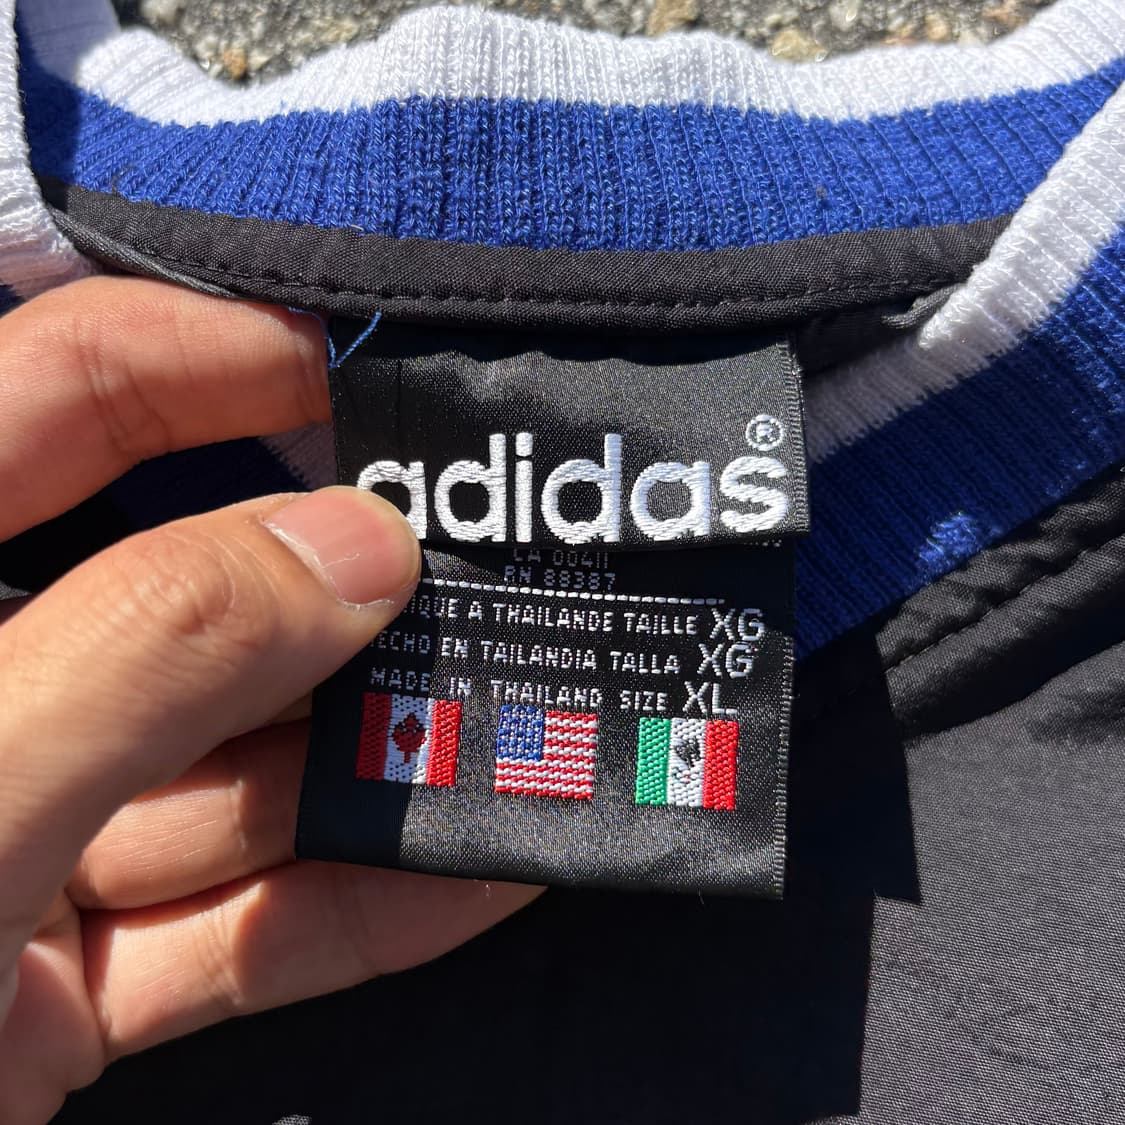 adidas®
CA 00411
RN 88387
IQUE A THAILANDE TAILLE XG
ECHO EN TAILANDIA TALLA XG
MADE IN THAILAND SIZE XL